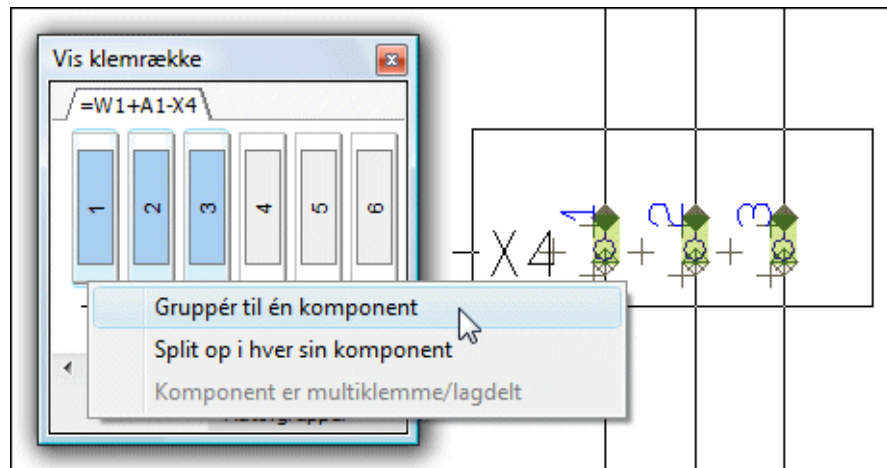 Vis klemrække
=W1+A1-X4
1 2 3 4 5 6
X4 1 2 3
Gruppér til én komponent
Split op i hver sin komponent
Komponent er multiklemme/lagdelt